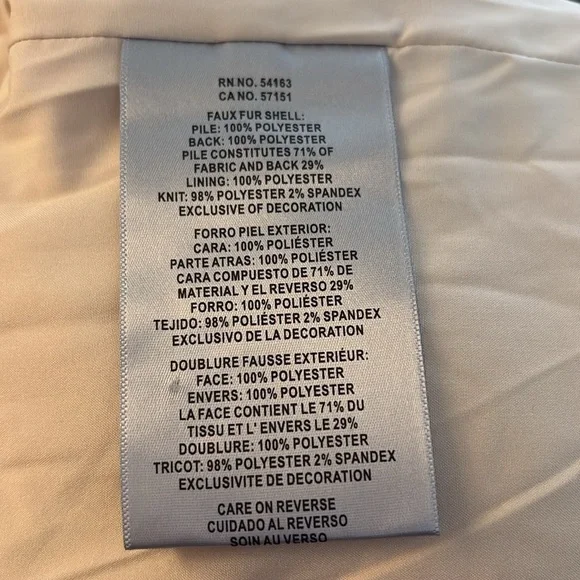 RN.NO. 54163
CA NO. 57151
FAUX FUR SHELL:
PILE: 100% POLYESTER
BACK: 100% POLYESTER
PILE CONSTITUTES 71% OF
FABRIC AND BACK 29%
LINING: 100% POLYESTER
KNIT: 98% POLYESTER 2% SPANDEX
EXCLUSIVE OF DECORATION
FORRO PIEL EXTERIOR:
CARA: 100% POLIÉSTER
PARTE ATRAS: 100% POLIÉSTER
CARA COMPUESTO DE 71% DE
MATERIAL Y EL REVERSO 29%
FORRO: 100% POLIÉSTER
TEJIDO: 98% POLIÉSTER 2% SPANDEX
EXCLUSIVO DE LA DECORATION
DOUBLURE FAUSSE EXTERIÉUR:
FACE: 100% POLYESTER
ENVERS: 100% POLYESTER
LA FACE CONTIENT LE 71% DU
TISSU ET L' ENVERS LE 29%
DOUBLURE: 100% POLYESTER
TRICOT: 98% POLYESTER 2% SPANDEX
EXCLUSIVITE DE DECORATION
CARE ON REVERSE
CUIDADO AL REVERSO
SOIN AU VERSO